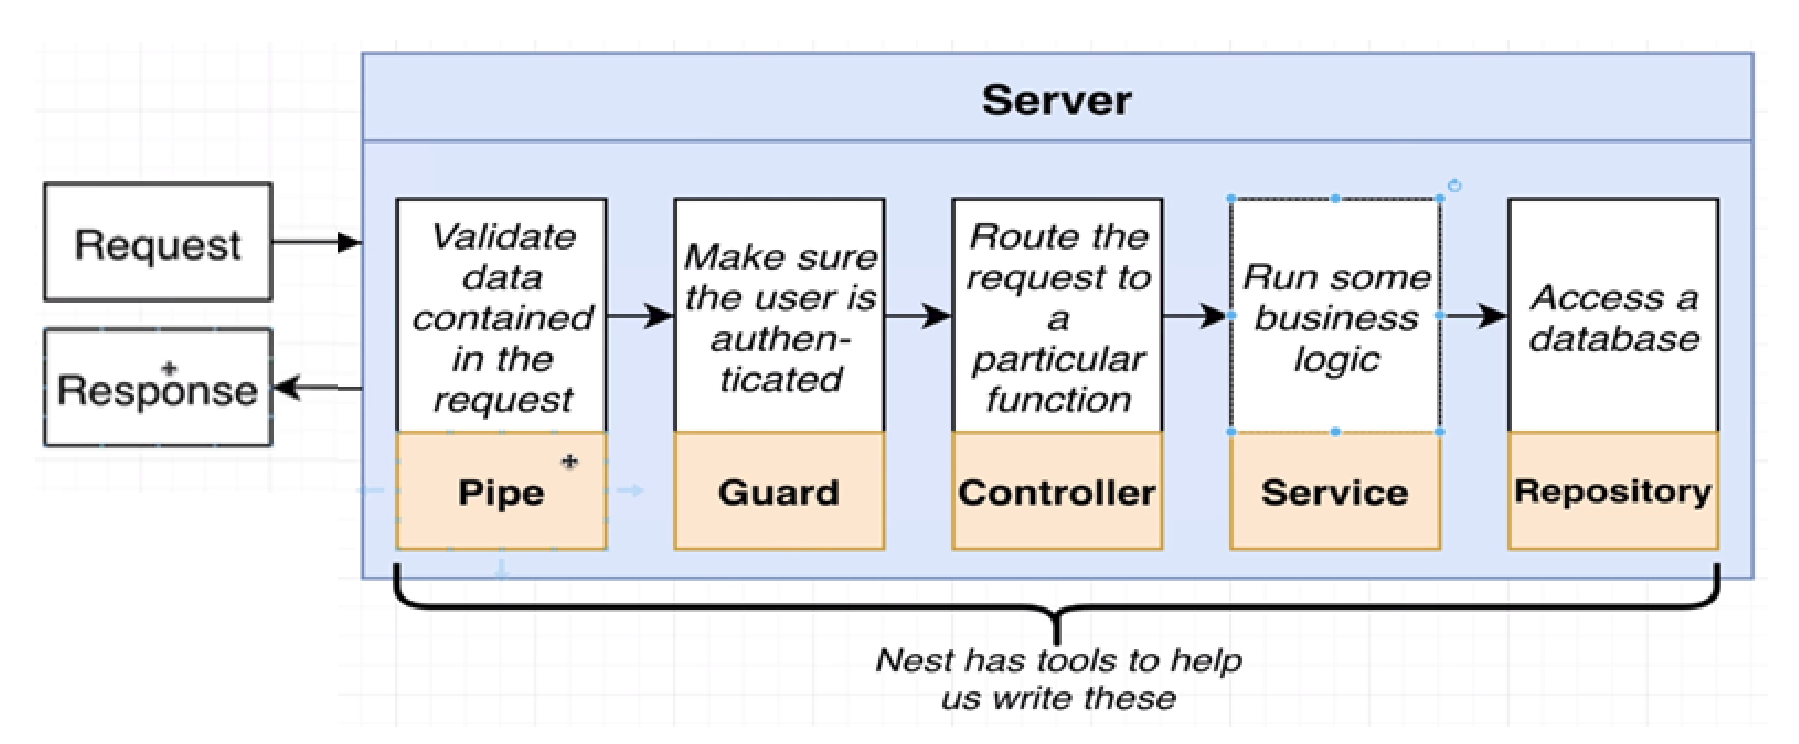 Server
Request
Response
Validate
data
contained
in the
request
Pipe
Make sure
the user is
authen-
ticated
Guard
Route the
request to
a
particular
function
Controller
Run some
business
logic
Service
Access a
database
Repository
Nest has tools to help
us write these